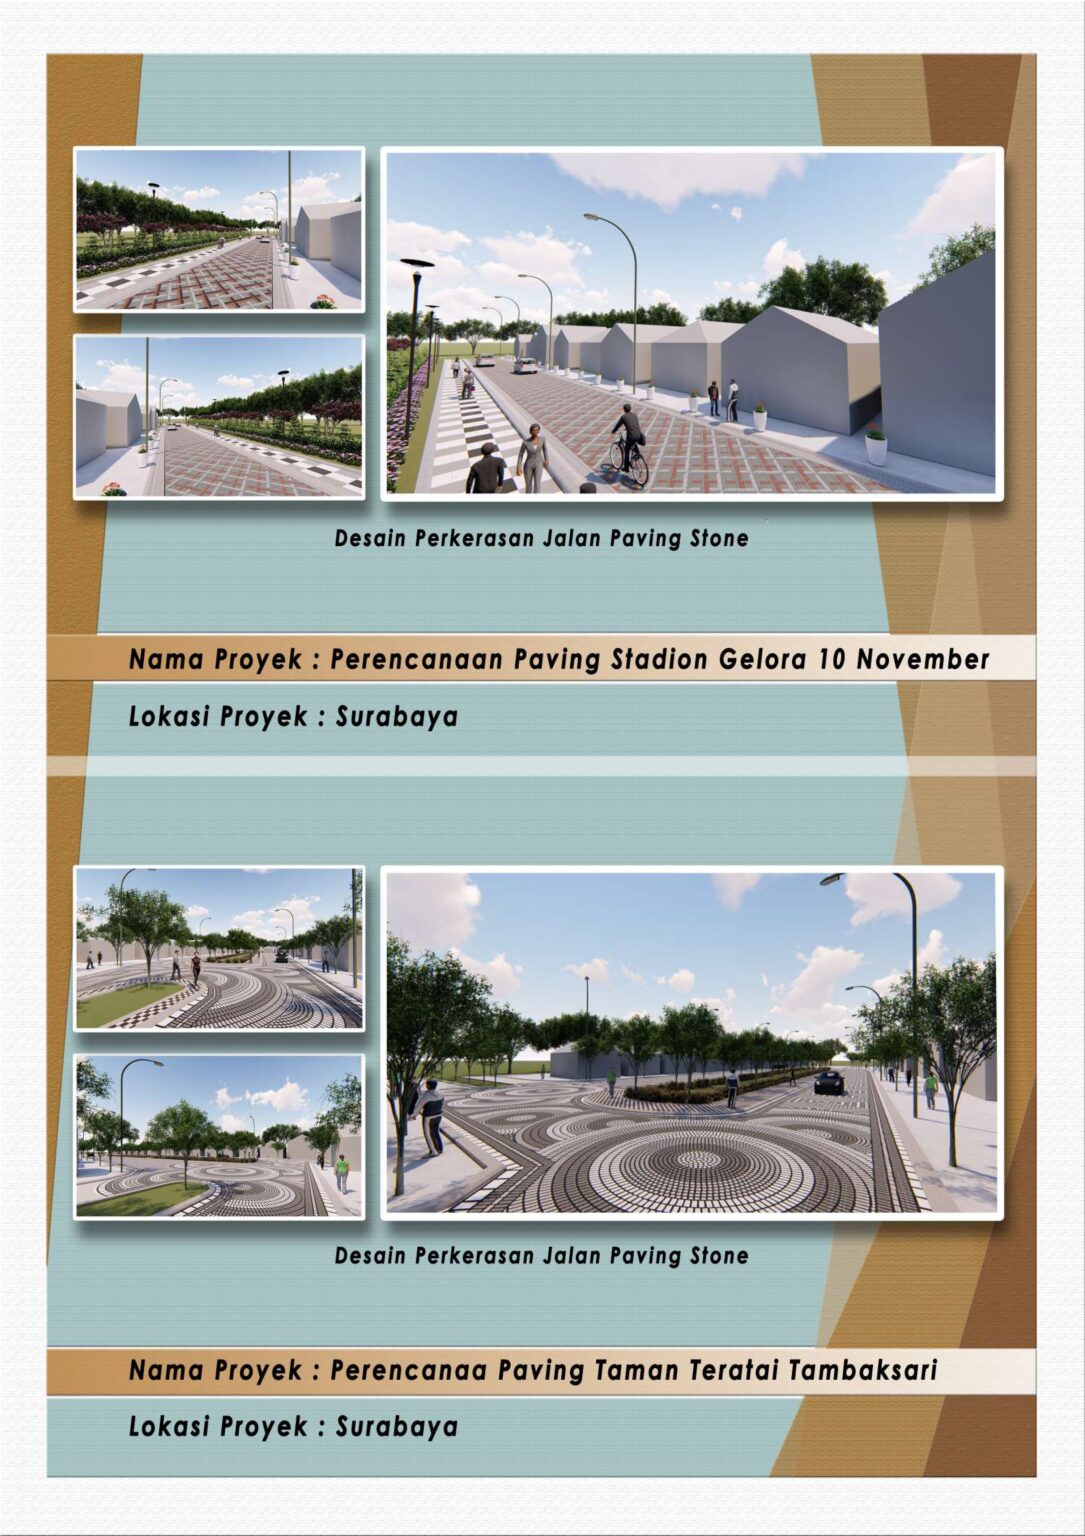 Desain Perkerasan Jalan Paving Stone
Nama Proyek : Perencanaan Paving Stadion Gelora 10 November
Lokasi Proyek : Surabaya
Desain Perkerasan Jalan Paving Stone
Nama Proyek : Perencanaa Paving Taman Teratai Tambaksari
Lokasi Proyek : Surabaya